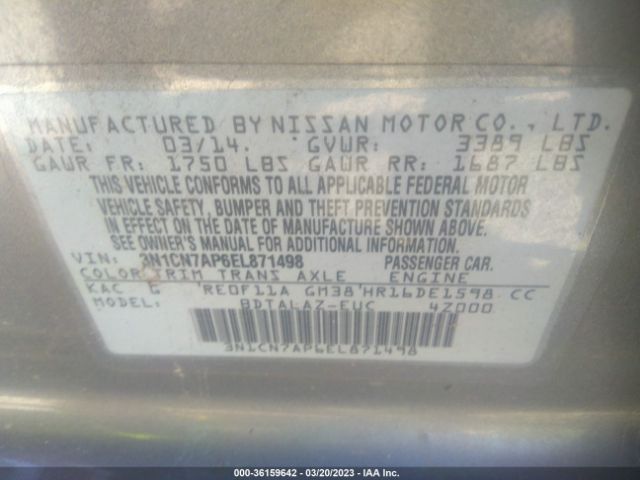 MANUFACTURED BY NISSAN MOTOR CO., LTD.
DATE: 03/14. GVWR: 3389 LBS
GAWR FR: 1750 LBS GAWR RR: 1687 LBS
THIS VEHICLE CONFORMS TO ALL APPLICABLE FEDERAL MOTOR
VEHICLE SAFETY, BUMPER AND THEFT PREVENTION STANDARDS
IN EFFECT ON THE DATE OF MANUFACTURE SHOWN ABOVE.
SEE OWNER'S MANUAL FOR ADDITIONAL INFORMATION.
VIN: 3N1CN7AP6EL871498 PASSENGER CAR.
COLOR TRIM TRANS AXLE ENGINE
KAC G RE0F11A GM38 HR16DE1598 CC
MODEL: BDTALAZ-EUC 4Z000
3N1CN7AP6EL871498
000-36159642 - 03/20/2023 - IAA Inc.